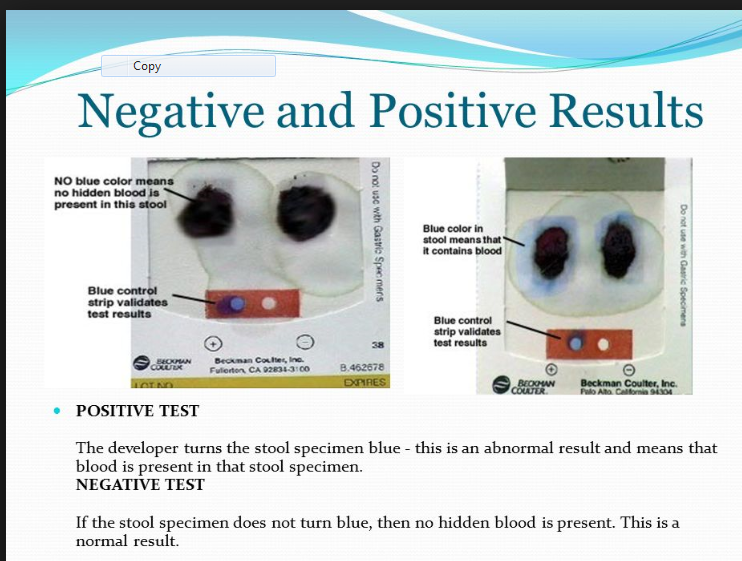 Copy
Negative and Positive Results
NO blue color means
no hidden blood is
present in this stool
Blue control
strip validates
test results
Do not use with Gastric Specimens
38
BECKMAN
COULTER
Beckman Coulter, Inc.
Fullerton, CA 92834-3100
B.462678
LOT NO
EXPIRES
Blue color in
stool means that
it contains blood
Blue control
strip validates
test results
Do not use with Gastric Specimens
BECKMAN
COULTER.
Beckman Coulter, Inc.
Palo Alto, California 94304
POSITIVE TEST
The developer turns the stool specimen blue - this is an abnormal result and means that
blood is present in that stool specimen.
NEGATIVE TEST
If the stool specimen does not turn blue, then no hidden blood is present. This is a
normal result.